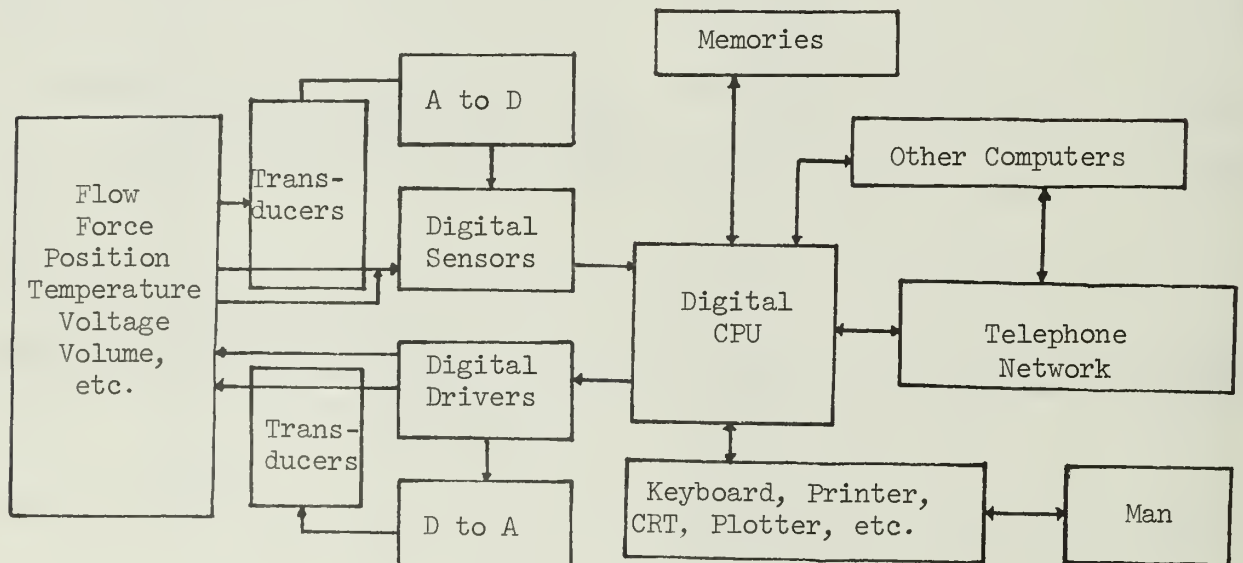 Memories
A to D
Other Computers
Flow
Force
Position
Temperature
Voltage
Volume,
etc.
Trans-
ducers
Digital
Sensors
Digital
CPU
Telephone
Network
Digital
Drivers
Trans-
ducers
D to A
Keyboard, Printer,
CRT, Plotter, etc.
Man